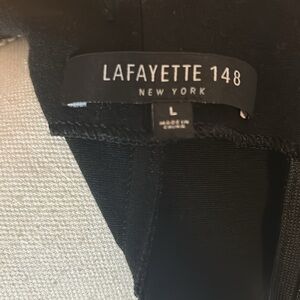 LAFAYETTE 148
NEW YORK
L
MADE IN
CHINA